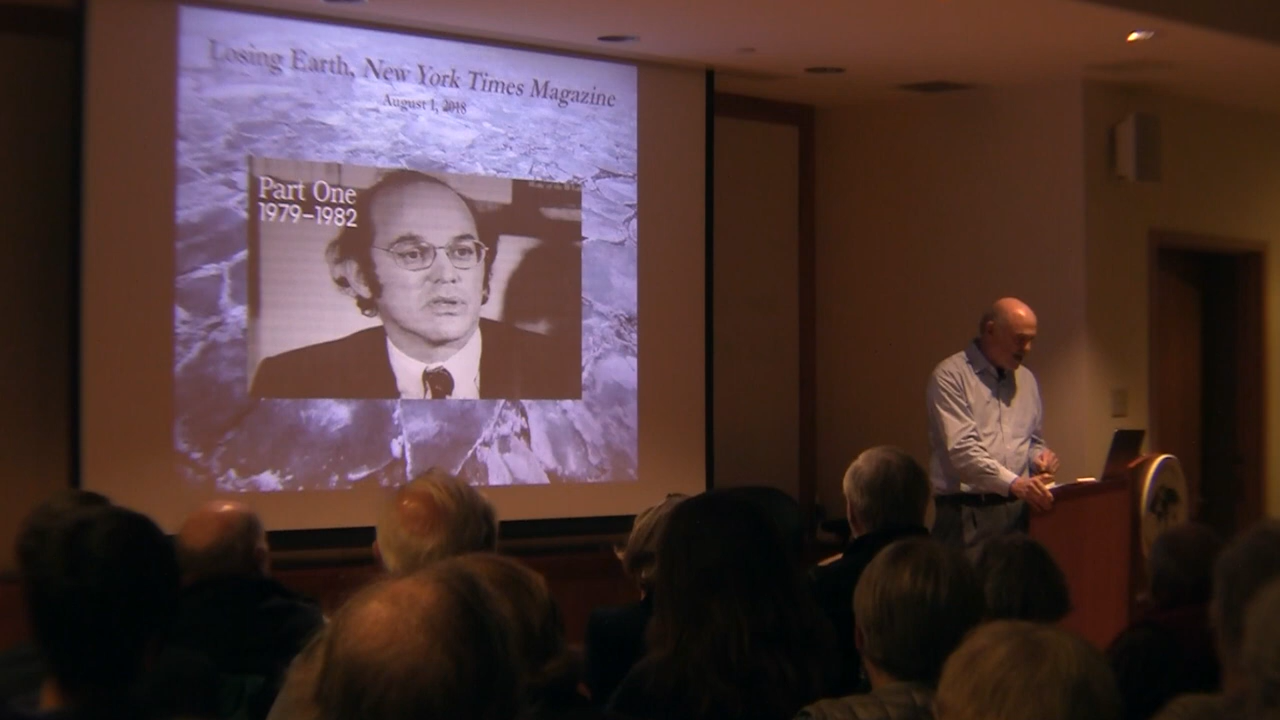 Losing Earth, New York Times Magazine
August 1, 2018
Part One
1979–1982